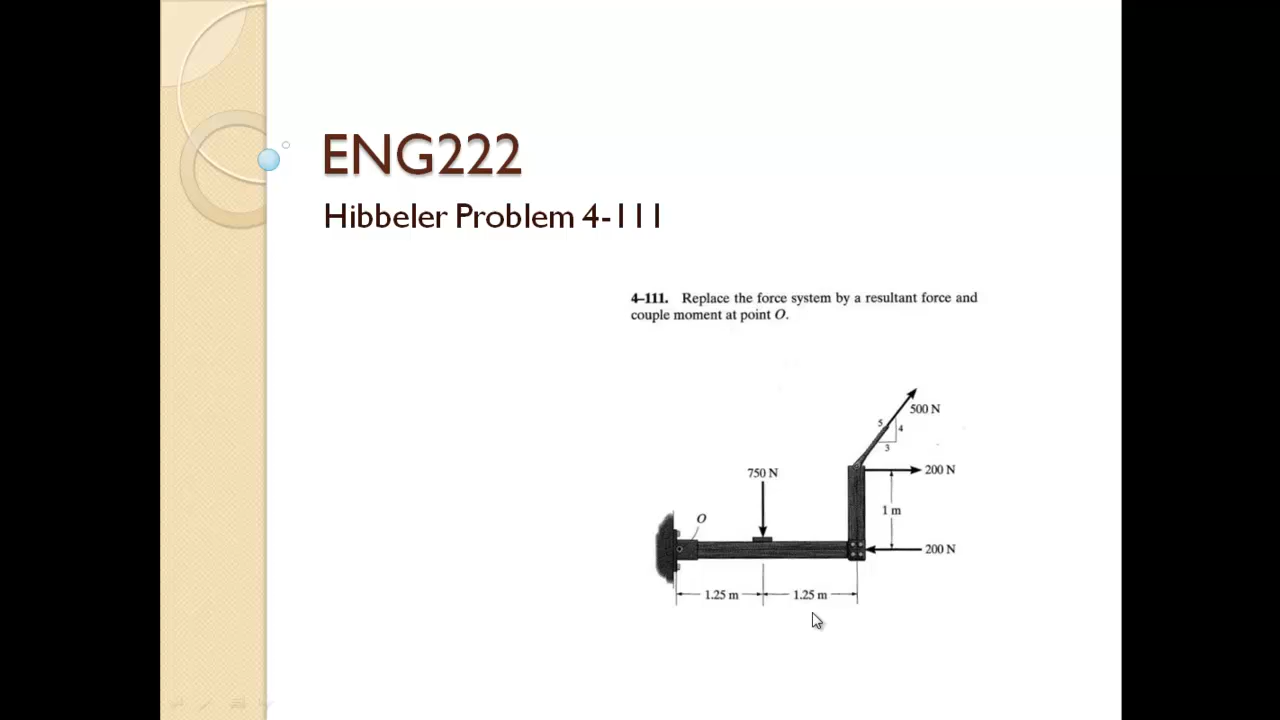 ENG222
Hibbeler Problem 4-111
4–111. Replace the force system by a resultant force and
couple moment at point O.
500 N
5
4
3
750 N
200 N
O
1 m
200 N
1.25 m
1.25 m